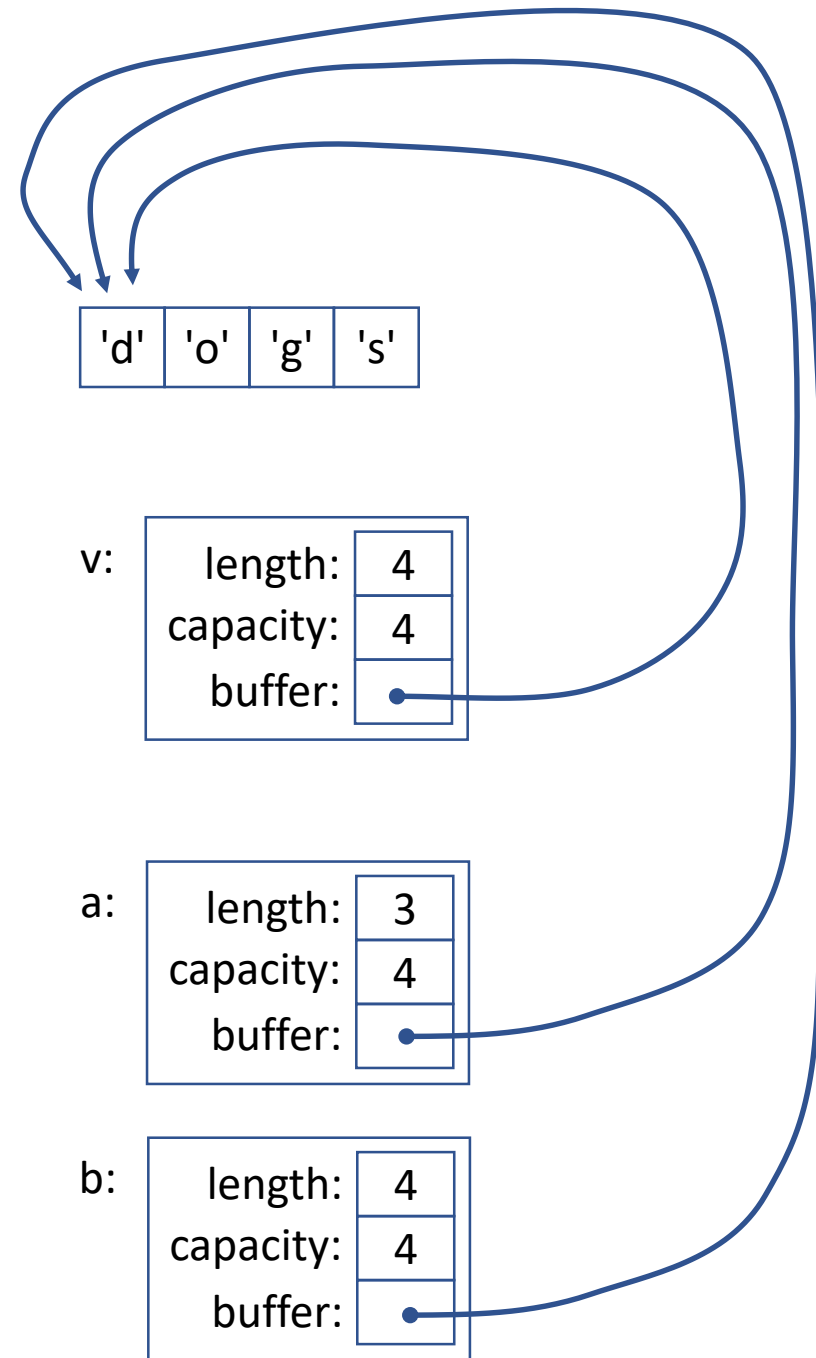 'd' 'o' 'g' 's'
v:
length: 4
capacity: 4
buffer:
a:
length: 3
capacity: 4
buffer:
b:
length: 4
capacity: 4
buffer: